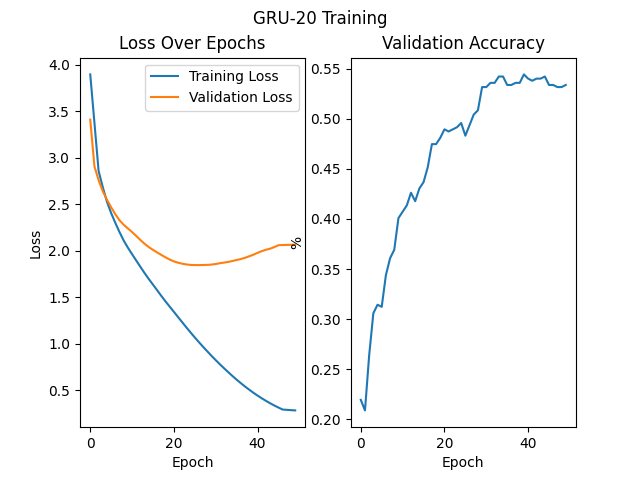 GRU-20 Training
Loss Over Epochs
Validation Accuracy
Training Loss
Validation Loss
4.0
3.5
3.0
2.5
2.0
1.5
1.0
0.5
Loss
0
20
40
Epoch
%
0.55
0.50
0.45
0.40
0.35
0.30
0.25
0.20
0
20
40
Epoch